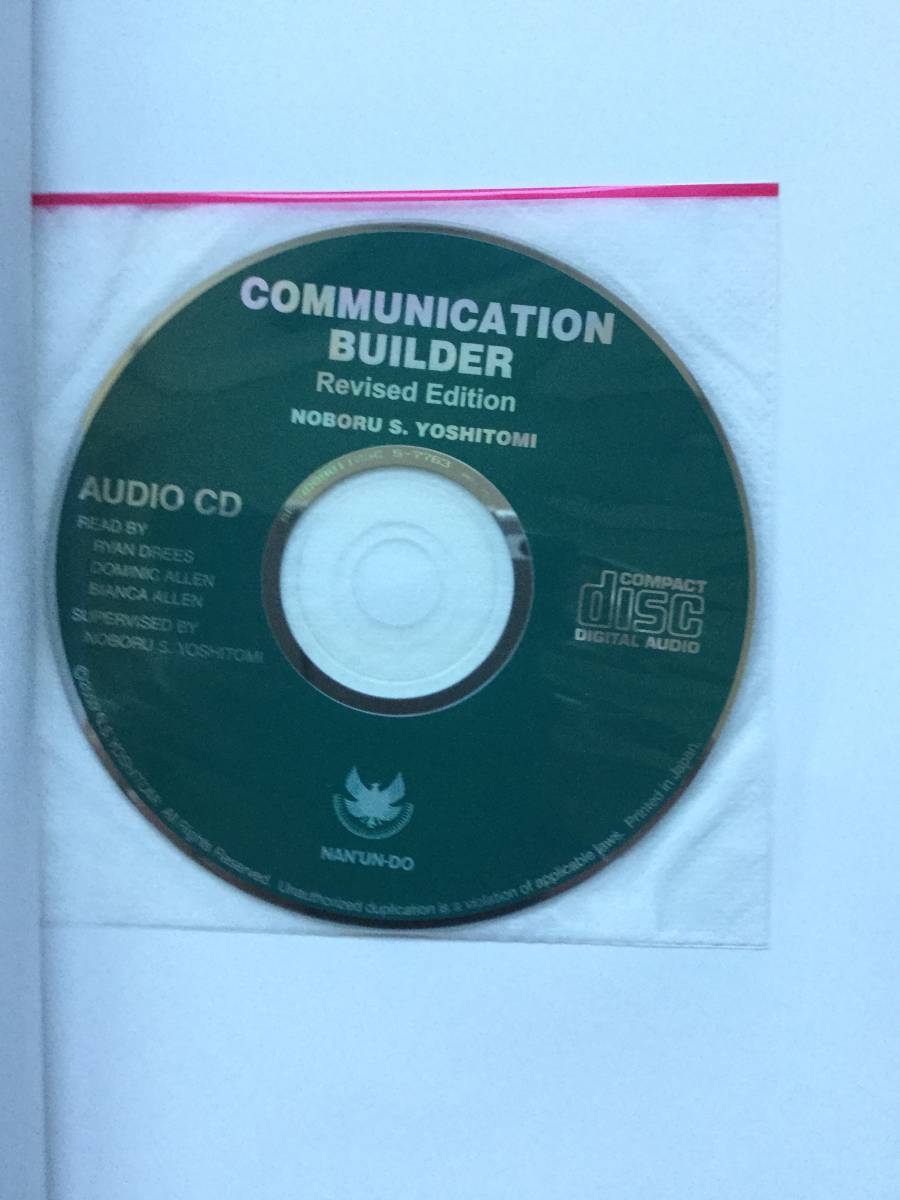 COMMUNICATION
BUILDER
Revised Edition
NOBORU S. YOSHITOMI
AUDIO CD
READ BY
RYAN DREES
DOMINIC ALLEN
BIANCA ALLEN
SUPERVISED BY
NOBORU S. YOSHITOMI
COMPACT
disc
DIGITAL AUDIO
NAN'UN-DO
N.S. YOSHITOMI. All Rights Reserved. Unauthorized duplication is a violation of applicable laws. Printed in Japan.